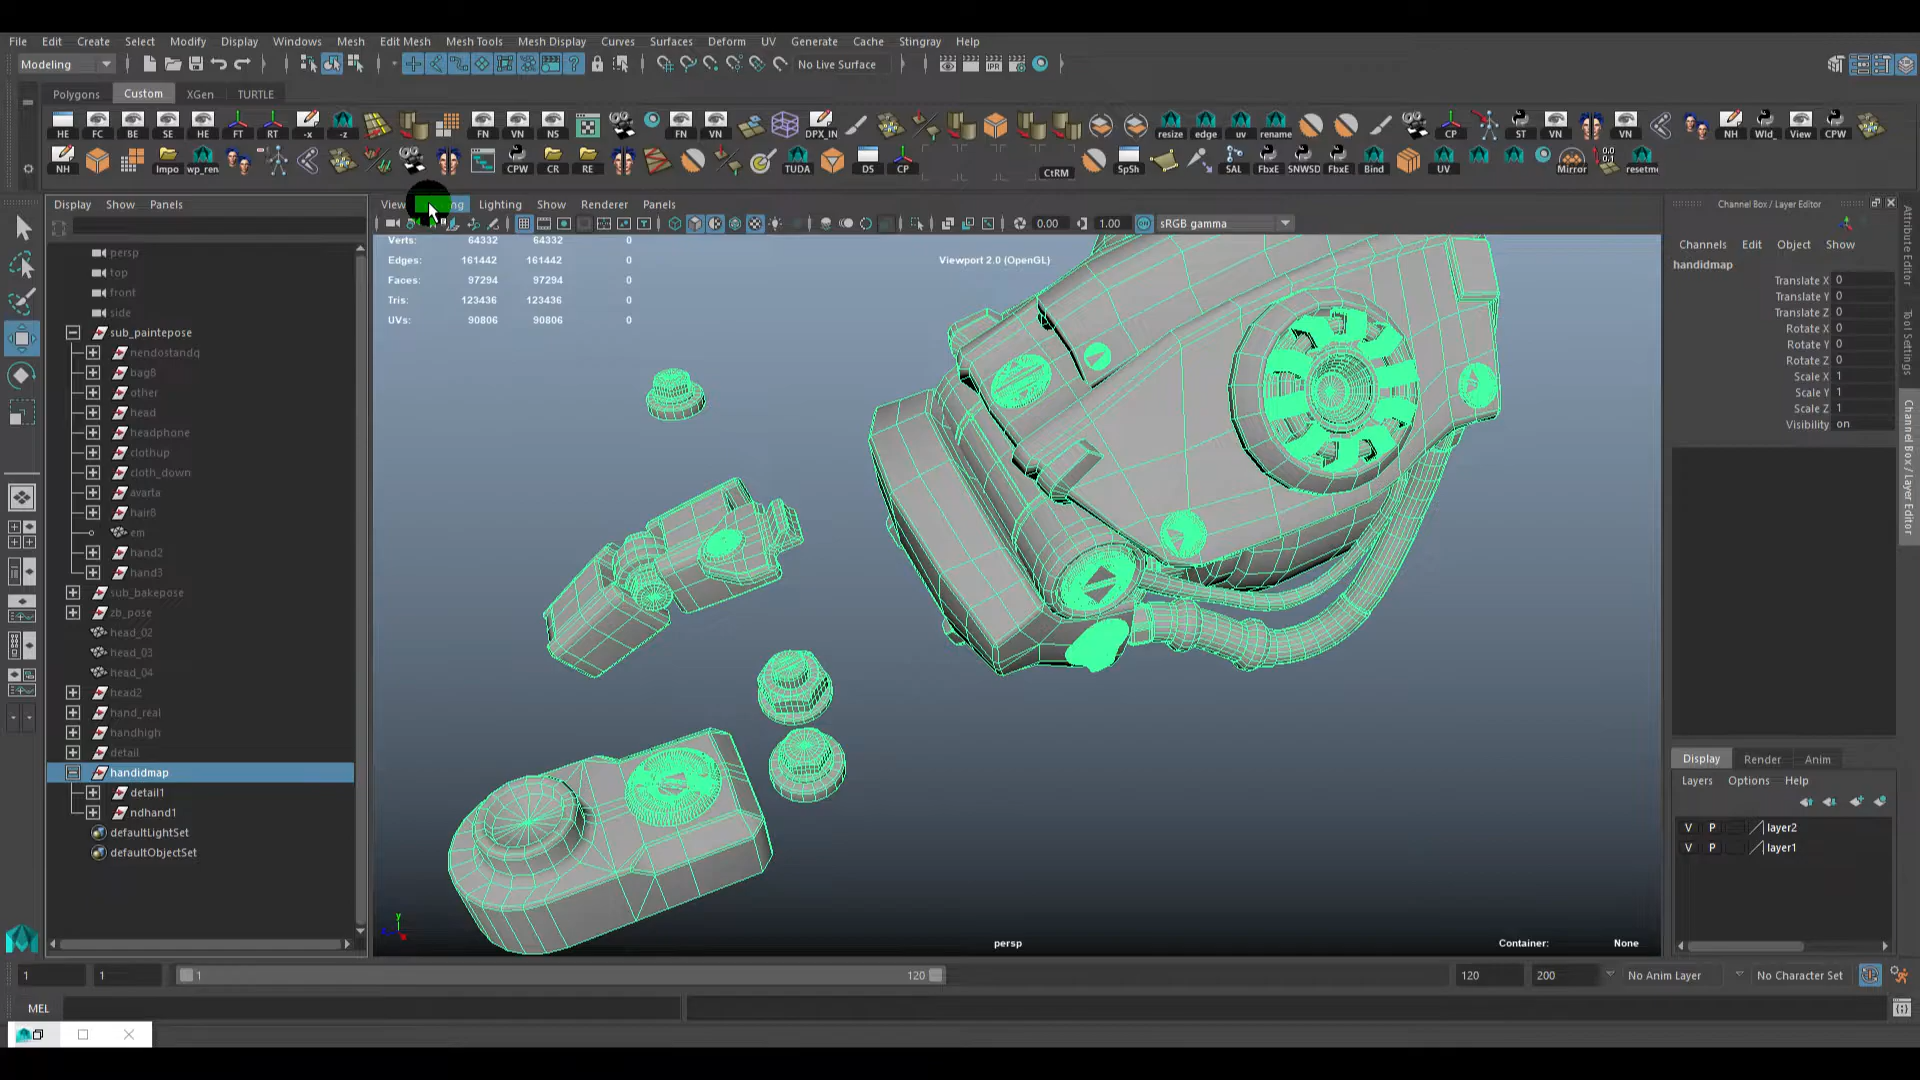 File Edit Create Select Modify Display Windows Mesh Edit Mesh Mesh Tools Mesh Display Curves Surfaces Deform UV Generate Cache Stingray Help
Modeling No Live Surface
Polygons Custom XGen TURTLE
HE FC BE SE HE FT RT -x -z FN VN NS FN VN DPX_IN resize edge uv rename CP ST VN VN NH Wld_ View CPW
NH Impo wp_ren CPW CR RE TUDA DS CP CtRM SpSh SAL FbxE SNWSD FbxE Bind UV Mirror resetm
Display Show Panels
View Lighting Show Renderer Panels
0.00 1.00 sRGB gamma
Verts: 64332 64332 0
Edges: 161442 161442 0
Faces: 97294 97294 0
Tris: 123436 123436 0
UVs: 90806 90806 0
Viewport 2.0 (OpenGL)
persp
top
front
side
sub_paintepose
nendostandq
bag8
other
head
headphone
clothup
cloth_down
avarta
hair8
em
hand2
hand3
sub_bakepose
zb_pose
head_02
head_03
head_04
head2
hand_real
handhigh
detail
handidmap
detail1
ndhand1
defaultLightSet
defaultObjectSet
y
persp
Container: None
Channel Box / Layer Editor
Channels Edit Object Show
handidmap
Translate X 0
Translate Y 0
Translate Z 0
Rotate X 0
Rotate Y 0
Rotate Z 0
Scale X 1
Scale Y 1
Scale Z 1
Visibility on
Attribute Editor
Tool Settings
Channel Box / Layer Editor
Display Render Anim
Layers Options Help
V P layer2
V P layer1
1 1 1 120 120 200 No Anim Layer No Character Set
MEL